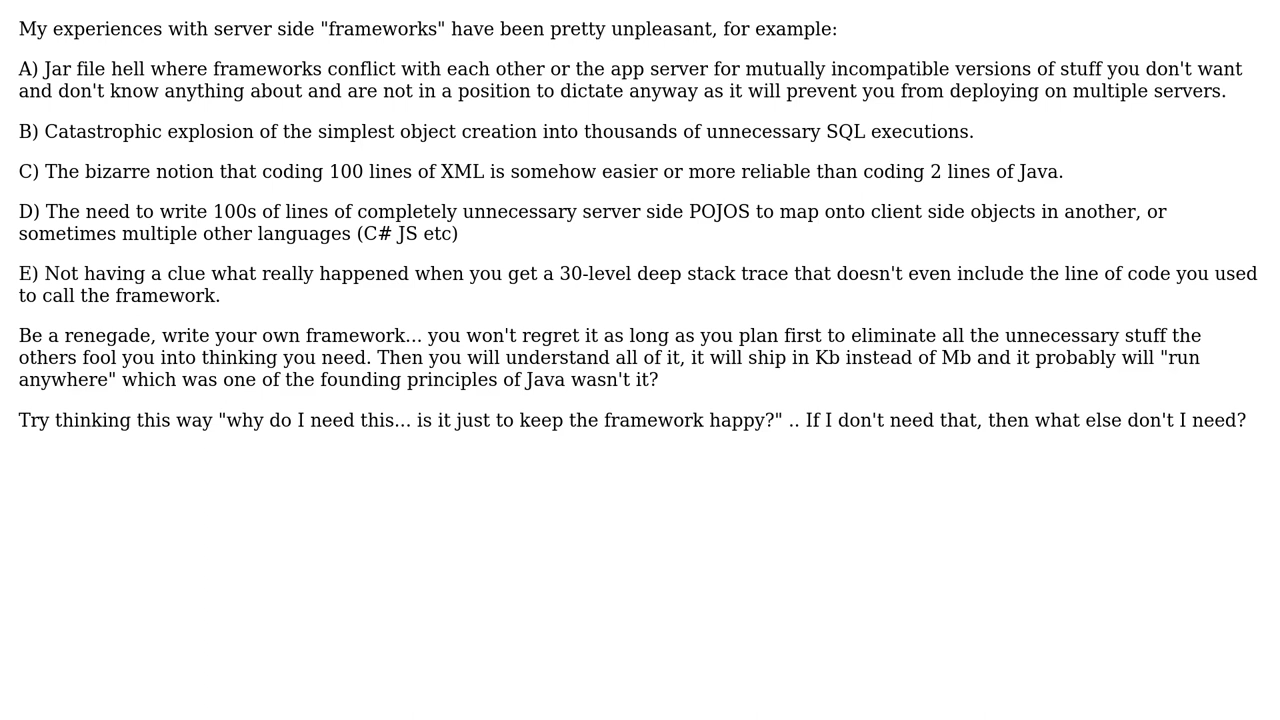 My experiences with server side "frameworks" have been pretty unpleasant, for example:
A) Jar file hell where frameworks conflict with each other or the app server for mutually incompatible versions of stuff you don't want
and don't know anything about and are not in a position to dictate anyway as it will prevent you from deploying on multiple servers.
B) Catastrophic explosion of the simplest object creation into thousands of unnecessary SQL executions.
C) The bizarre notion that coding 100 lines of XML is somehow easier or more reliable than coding 2 lines of Java.
D) The need to write 100s of lines of completely unnecessary server side POJOS to map onto client side objects in another, or
sometimes multiple other languages (C# JS etc)
E) Not having a clue what really happened when you get a 30-level deep stack trace that doesn't even include the line of code you used
to call the framework.
Be a renegade, write your own framework... you won't regret it as long as you plan first to eliminate all the unnecessary stuff the
others fool you into thinking you need. Then you will understand all of it, it will ship in Kb instead of Mb and it probably will "run
anywhere" which was one of the founding principles of Java wasn't it?
Try thinking this way "why do I need this... is it just to keep the framework happy?" .. If I don't need that, then what else don't I need?